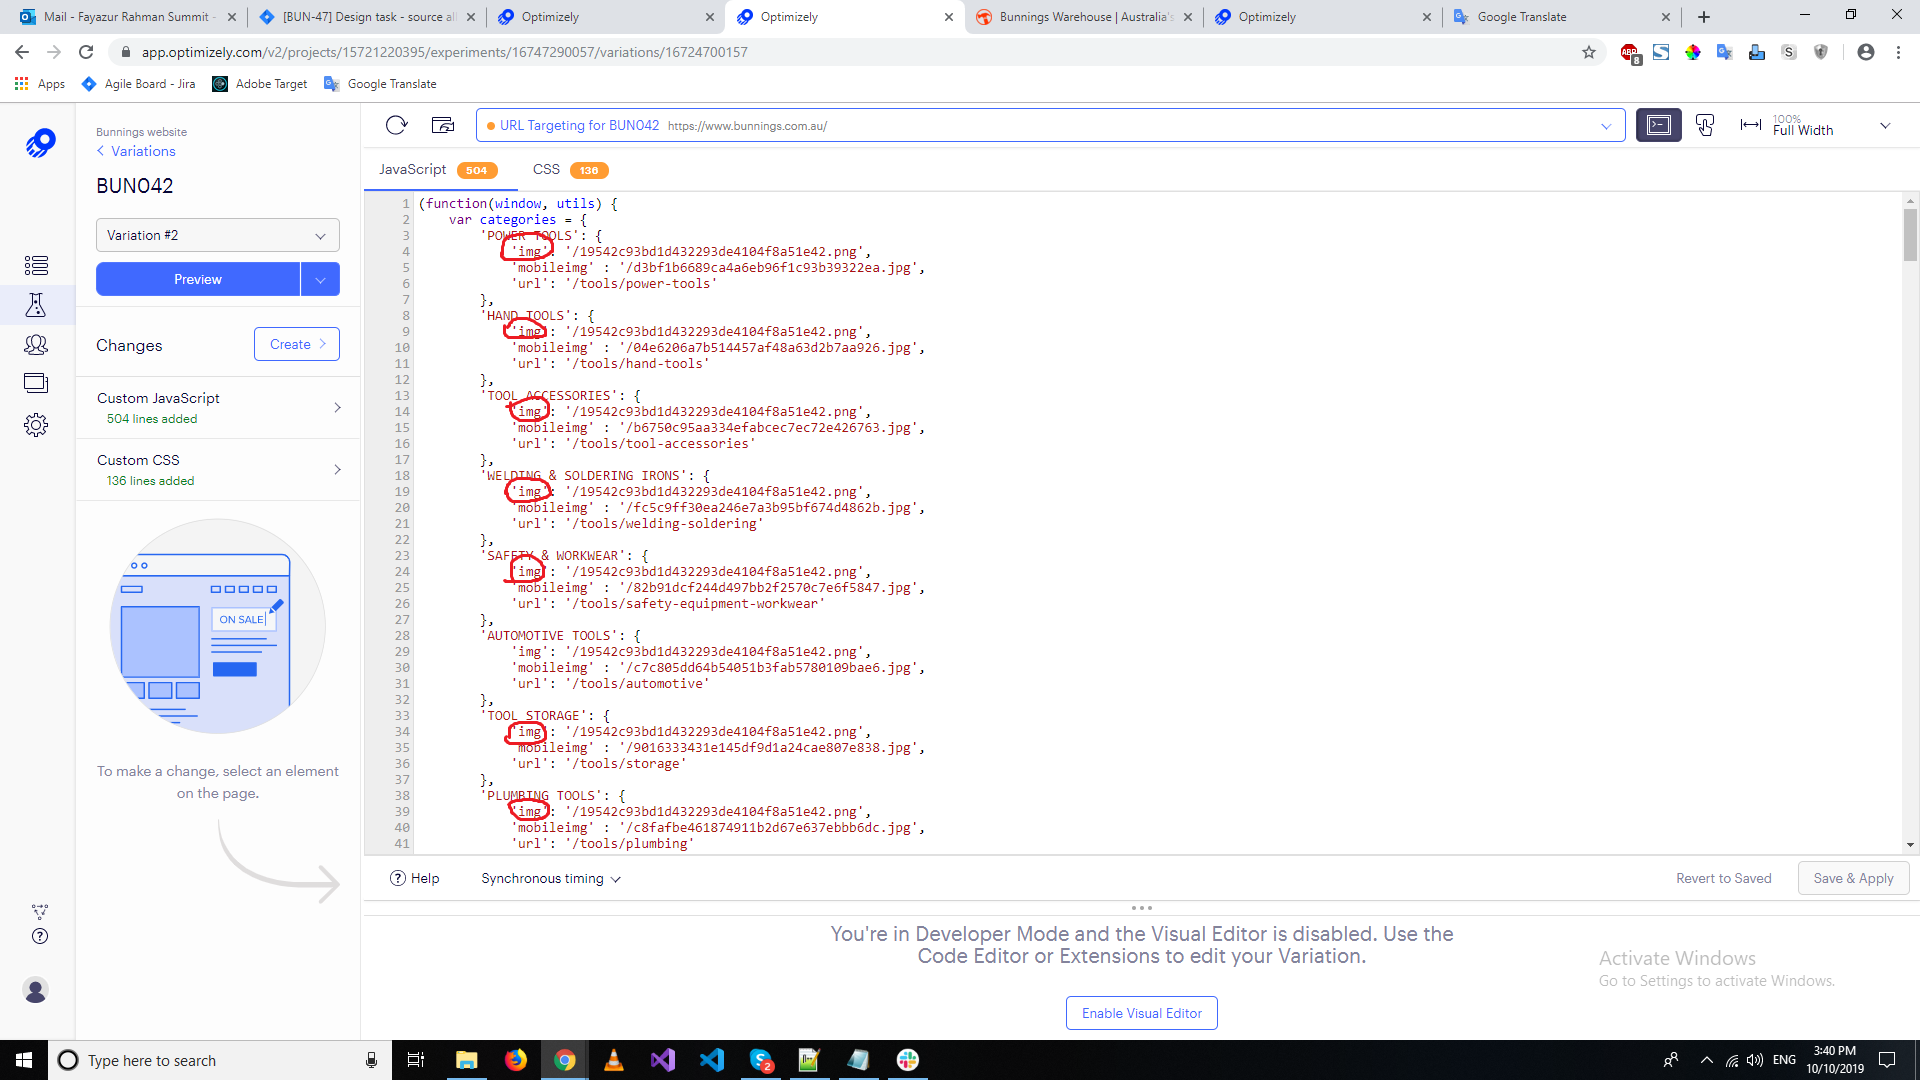 Mail - Fayazur Rahman Summit -
[BUN-47] Design task - source all
Optimizely
Optimizely
Bunnings Warehouse | Australia's
Optimizely
Google Translate
app.optimizely.com/v2/projects/15721220395/experiments/16747290057/variations/16724700157
ABP
8
S
S
Apps
Agile Board - Jira
Adobe Target
Google Translate
Bunnings website
Variations
BUN042
Variation #2
Preview
Changes
Create
Custom JavaScript
504 lines added
Custom CSS
136 lines added
ON SALE
To make a change, select an element
on the page.
URL Targeting for BUN042 https://www.bunnings.com.au/
100%
Full Width
JavaScript 504
CSS 136
1 (function(window, utils) {
2 var categories = {
3 'POWER TOOLS': {
4 'img': '/19542c93bd1d432293de4104f8a51e42.png',
5 'mobileimg' : '/d3bf1b6689ca4a6eb96f1c93b39322ea.jpg',
6 'url': '/tools/power-tools'
7 },
8 'HAND TOOLS': {
9 'img': '/19542c93bd1d432293de4104f8a51e42.png',
10 'mobileimg' : '/04e6206a7b514457af48a63d2b7aa926.jpg',
11 'url': '/tools/hand-tools'
12 },
13 'TOOL ACCESSORIES': {
14 'img': '/19542c93bd1d432293de4104f8a51e42.png',
15 'mobileimg' : '/b6750c95aa334efabcec7ec72e426763.jpg',
16 'url': '/tools/tool-accessories'
17 },
18 'WELDING & SOLDERING IRONS': {
19 'img': '/19542c93bd1d432293de4104f8a51e42.png',
20 'mobileimg' : '/fc5c9ff30ea246e7a3b95bf674d4862b.jpg',
21 'url': '/tools/welding-soldering'
22 },
23 'SAFETY & WORKWEAR': {
24 'img': '/19542c93bd1d432293de4104f8a51e42.png',
25 'mobileimg' : '/82b91dcf244d497bb2f2570c7e6f5847.jpg',
26 'url': '/tools/safety-equipment-workwear'
27 },
28 'AUTOMOTIVE TOOLS': {
29 'img': '/19542c93bd1d432293de4104f8a51e42.png',
30 'mobileimg' : '/c7c805dd64b54051b3fab5780109bae6.jpg',
31 'url': '/tools/automotive'
32 },
33 'TOOL STORAGE': {
34 'img': '/19542c93bd1d432293de4104f8a51e42.png',
35 'mobileimg' : '/9016333431e145df9d1a24cae807e838.jpg',
36 'url': '/tools/storage'
37 },
38 'PLUMBING TOOLS': {
39 'img': '/19542c93bd1d432293de4104f8a51e42.png',
40 'mobileimg' : '/c8fafbe461874911b2d67e637ebbb6dc.jpg',
41 'url': '/tools/plumbing'
Help
Synchronous timing
Revert to Saved
Save & Apply
You're in Developer Mode and the Visual Editor is disabled. Use the
Code Editor or Extensions to edit your Variation.
Enable Visual Editor
Activate Windows
Go to Settings to activate Windows.
Type here to search
2
ENG
3:40 PM
10/10/2019